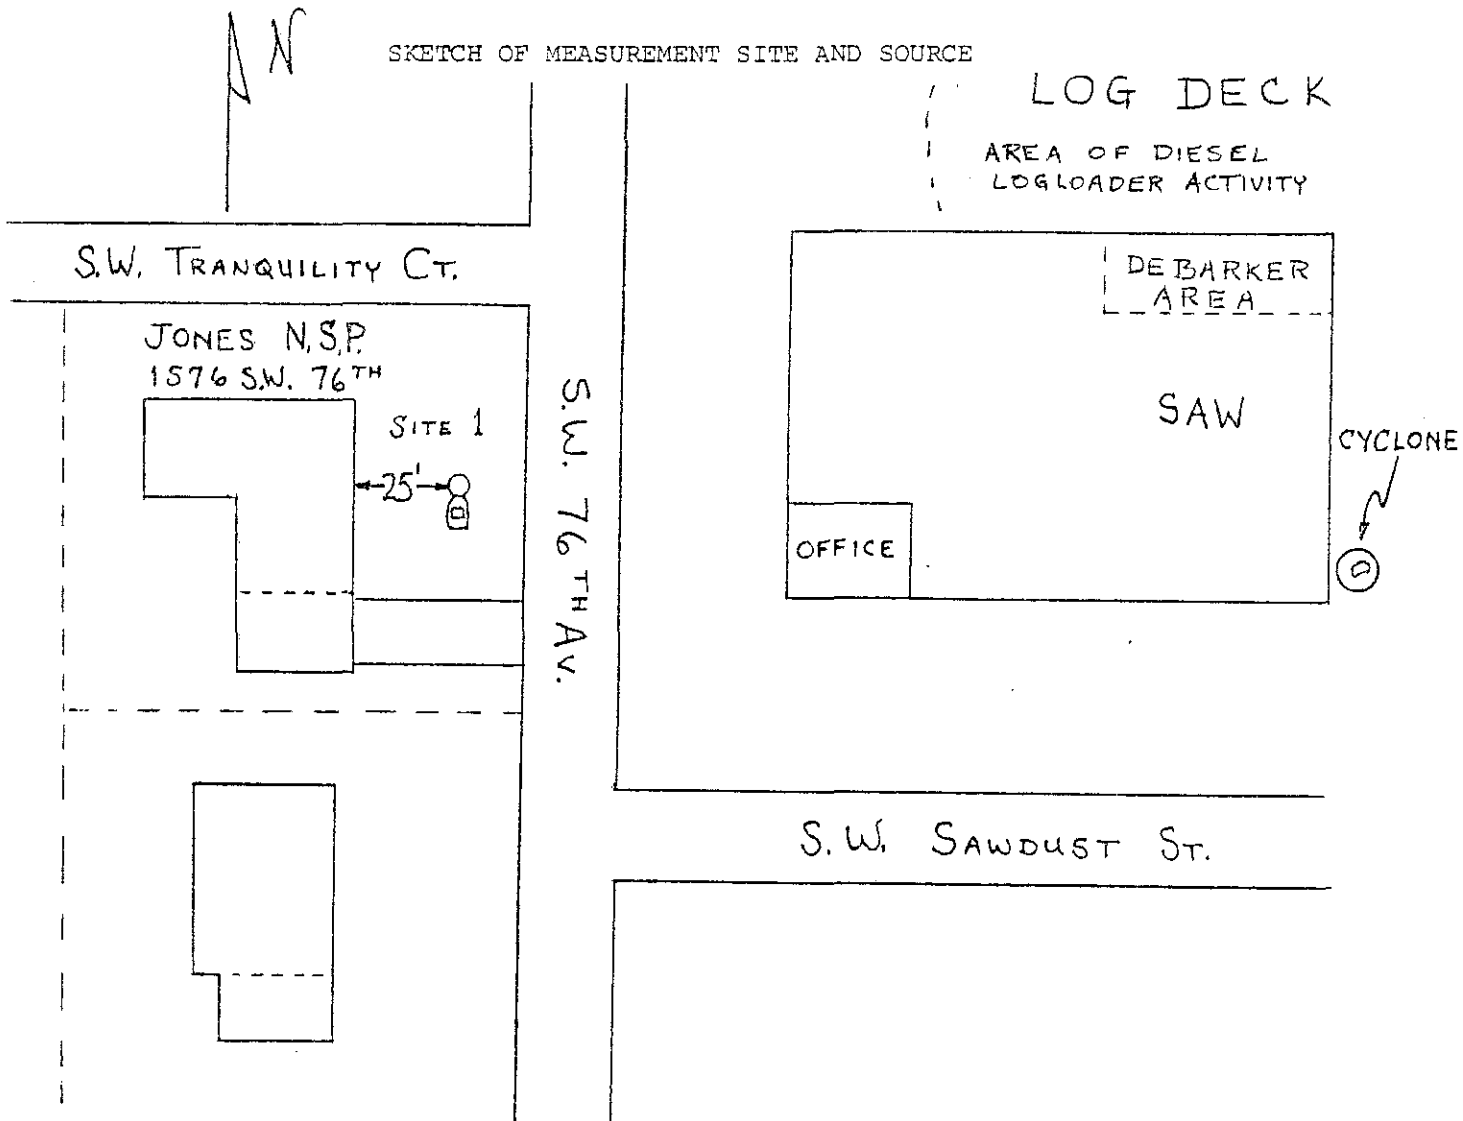 N
SKETCH OF MEASUREMENT SITE AND SOURCE
LOG DECK
AREA OF DIESEL
LOGLOADER ACTIVITY
S.W. TRANQUILITY CT.
DEBARKER
AREA
JONES N.S.P.
1576 S.W. 76TH
SITE 1
25'
S.W. 76TH AV.
SAW
CYCLONE
OFFICE
S.W. SAWDUST ST.